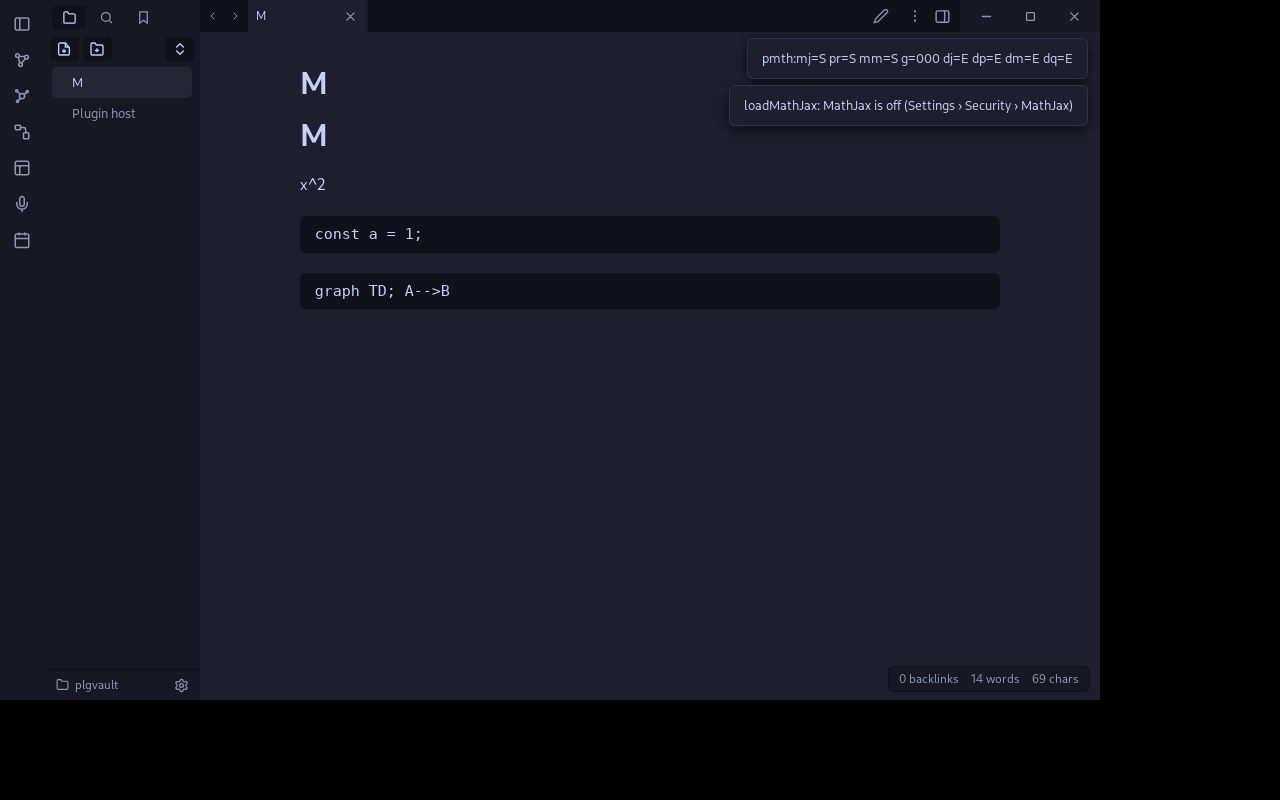 M
pmth:mj=S pr=S mm=S g=000 dj=E dp=E dm=E dq=E
loadMathJax: MathJax is off (Settings › Security › MathJax)
M
Plugin host
M
M
x^2
const a = 1;
graph TD; A-->B
plgvault
0 backlinks 14 words 69 chars